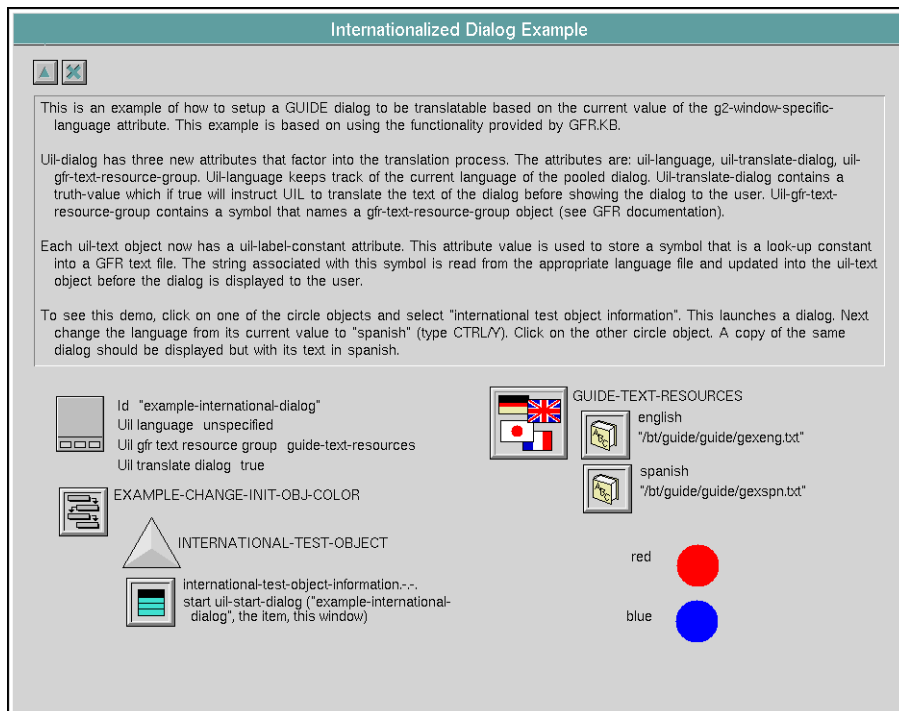 Internationalized Dialog Example
This is an example of how to setup a GUIDE dialog to be translatable based on the current value of the g2-window-specific-
language attribute. This example is based on using the functionality provided by GFR.KB.
Uil-dialog has three new attributes that factor into the translation process. The attributes are: uil-language, uil-translate-dialog, uil-
gfr-text-resource-group. Uil-language keeps track of the current language of the pooled dialog. Uil-translate-dialog contains a
truth-value which if true will instruct UIL to translate the text of the dialog before showing the dialog to the user. Uil-gfr-text-
resource-group contains a symbol that names a gfr-text-resource-group object (see GFR documentation).
Each uil-text object now has a uil-label-constant attribute. This attribute value is used to store a symbol that is a look-up constant
into a GFR text file. The string associated with this symbol is read from the appropriate language file and updated into the uil-text
object before the dialog is displayed to the user.
To see this demo, click on one of the circle objects and select "international test object information". This launches a dialog. Next
change the language from its current value to "spanish" (type CTRL/Y). Click on the other circle object. A copy of the same
dialog should be displayed but with its text in spanish.
Id "example-international-dialog"
Uil language unspecified
Uil gfr text resource group guide-text-resources
Uil translate dialog true
EXAMPLE-CHANGE-INIT-OBJ-COLOR
INTERNATIONAL-TEST-OBJECT
international-test-object-information.-.-.
start uil-start-dialog ("example-international-
dialog", the item, this window)
GUIDE-TEXT-RESOURCES
english
"/bt/guide/guide/gexeng.txt"
spanish
"/bt/guide/guide/gexspn.txt"
red
blue